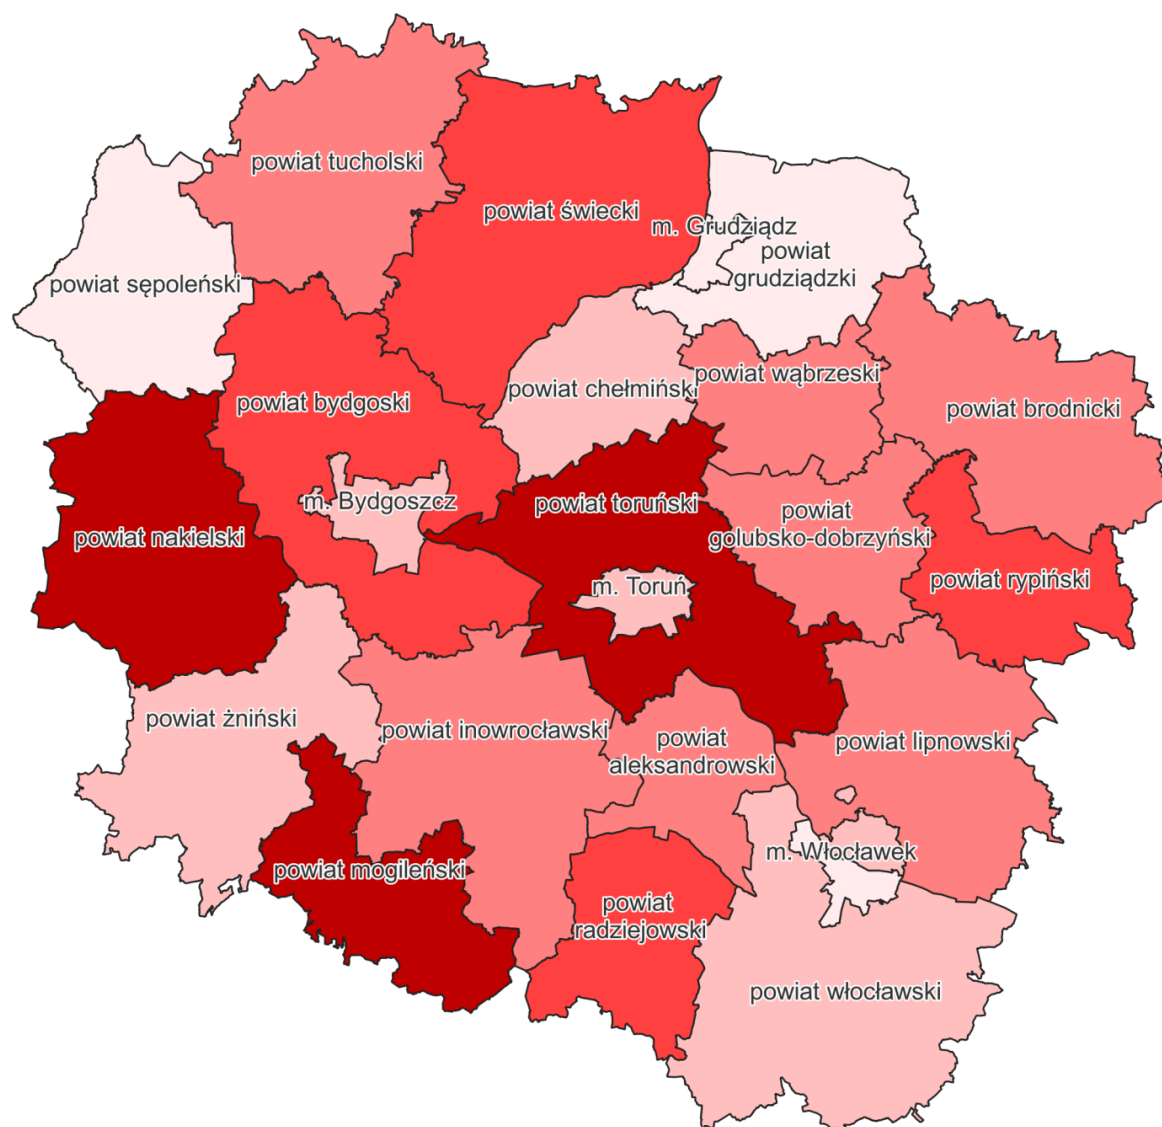 powiat tucholski
powiat świecki
m. Grudziądz
powiat
grudziądzki
powiat sępoleński
powiat chełmiński
powiat wąbrzeski
powiat bydgoski
powiat brodnicki
m. Bydgoszcz
powiat toruński
powiat
golubsko-dobrzyński
powiat nakielski
powiat rypiński
m. Toruń
powiat żniński
powiat inowrocławski
powiat
aleksandrowski
powiat lipnowski
m. Włocławek
powiat mogileński
powiat
radziejowski
powiat włocławski